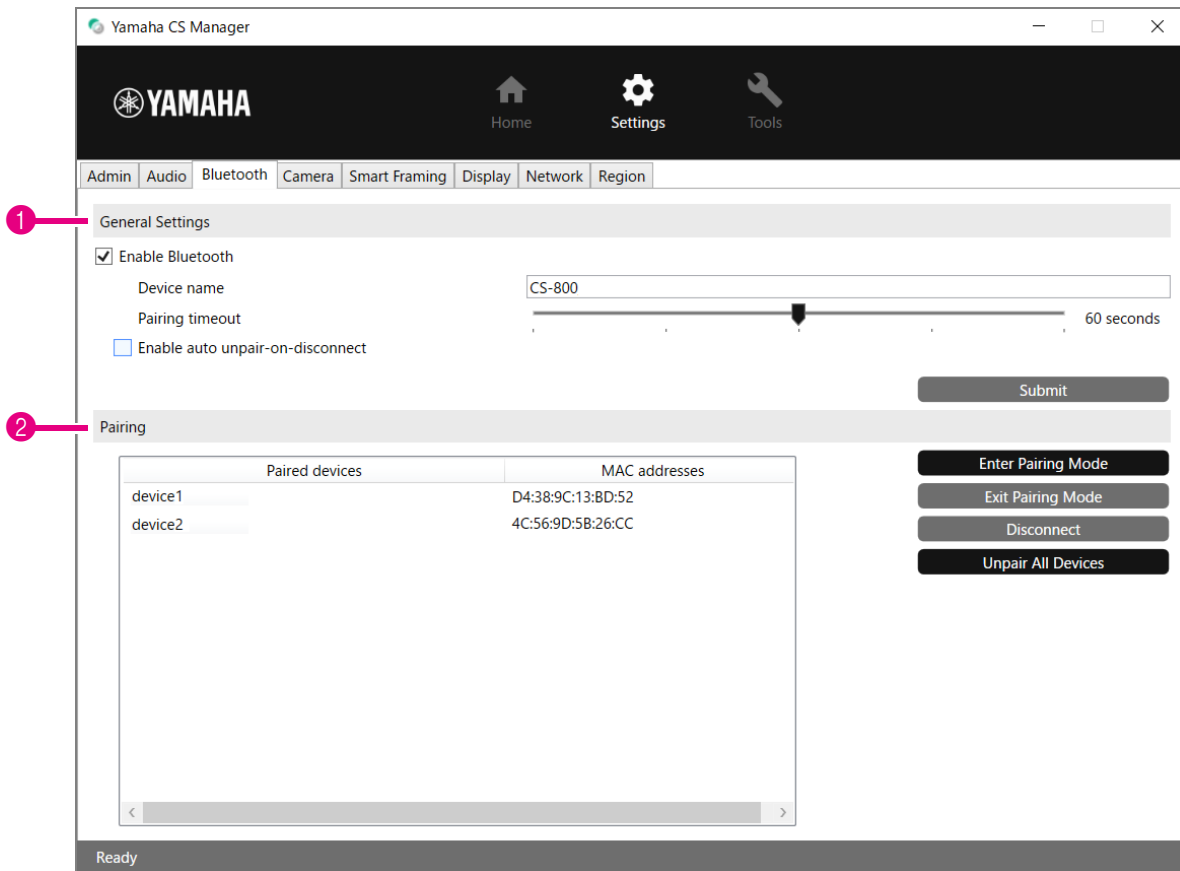 Yamaha CS Manager
YAMAHA
Home Settings Tools
Admin Audio Bluetooth Camera Smart Framing Display Network Region
1
General Settings
Enable Bluetooth
Device name CS-800
Pairing timeout 60 seconds
Enable auto unpair-on-disconnect
Submit
2
Pairing
Paired devices MAC addresses
Enter Pairing Mode
device1 D4:38:9C:13:BD:52
Exit Pairing Mode
device2 4C:56:9D:5B:26:CC
Disconnect
Unpair All Devices
Ready